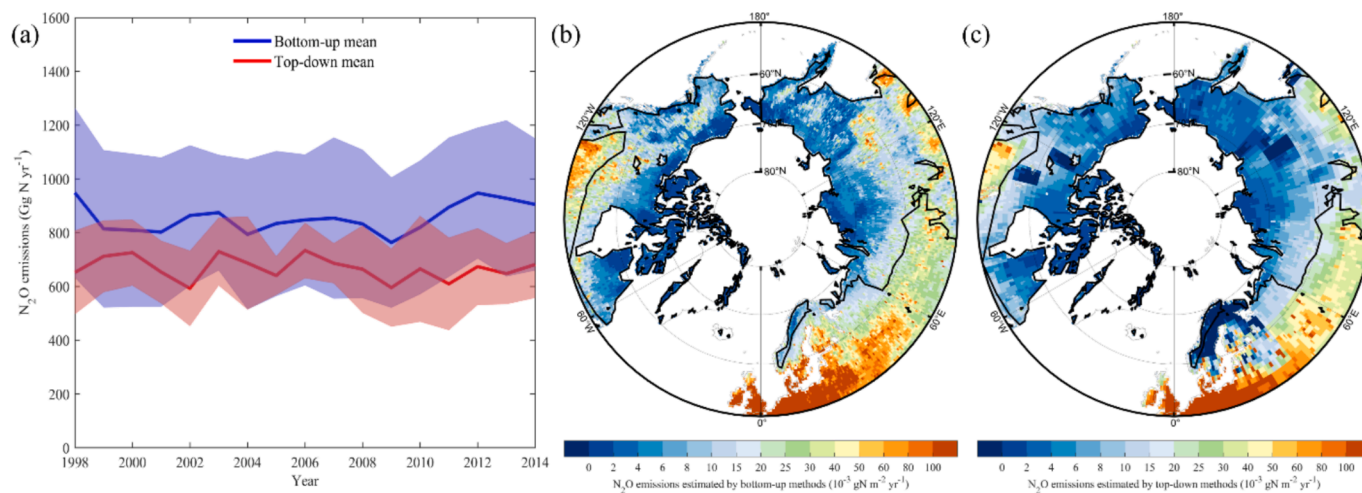 (a)
1600
1400
1200
1000
800
600
400
200
0
N₂O emissions (Gg N yr⁻¹)
Bottom-up mean
Top-down mean
1998 2000 2002 2004 2006 2008 2010 2012 2014
Year
(b)
180°
60°N
80°N
120°W
120°E
60°W
60°E
0°
0 2 4 6 8 10 15 20 25 30 40 50 60 80 100
N₂O emissions estimated by bottom-up methods (10⁻³ gN m⁻² yr⁻¹)
(c)
180°
60°N
80°N
120°W
120°E
60°W
60°E
0°
0 2 4 6 8 10 15 20 35 30 40 50 60 80 100
N₂O emissions estimated by top-down methods (10⁻³ gN m⁻² yr⁻¹)